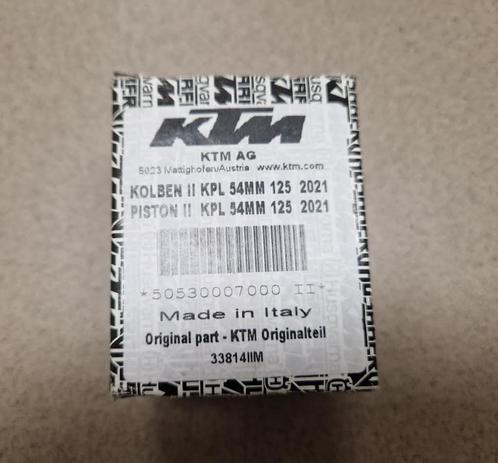 KTM
KTM AG
5023 Mattighofen/Austria www.ktm.com
KOLBEN II KPL 54MM 125 2021
PISTON II KPL 54MM 125 2021
*50530007000 II*
Made in Italy
Original part - KTM Originalteil
33814IIM